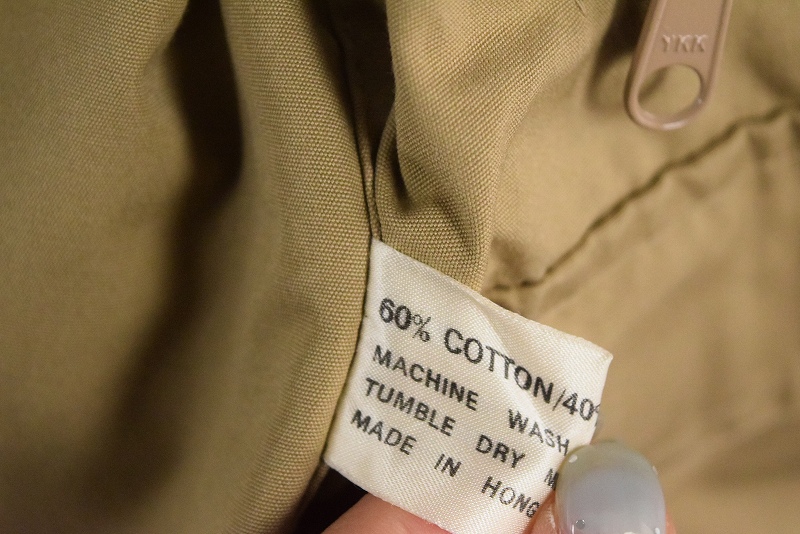 YKK
60% COTTON/40%
MACHINE WASH
TUMBLE DRY
MADE IN HONG